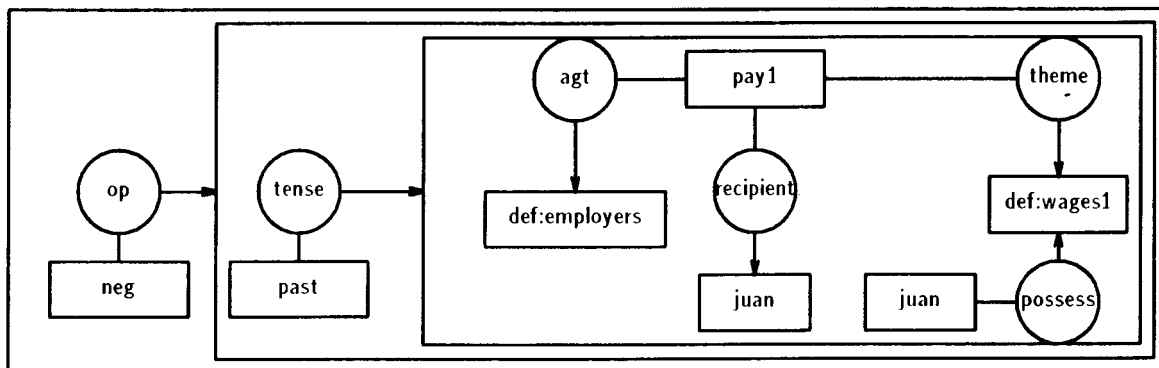 agt
pay1
theme
op
tense
recipient
def:employers
def:wages1
neg
past
juan
juan
possess